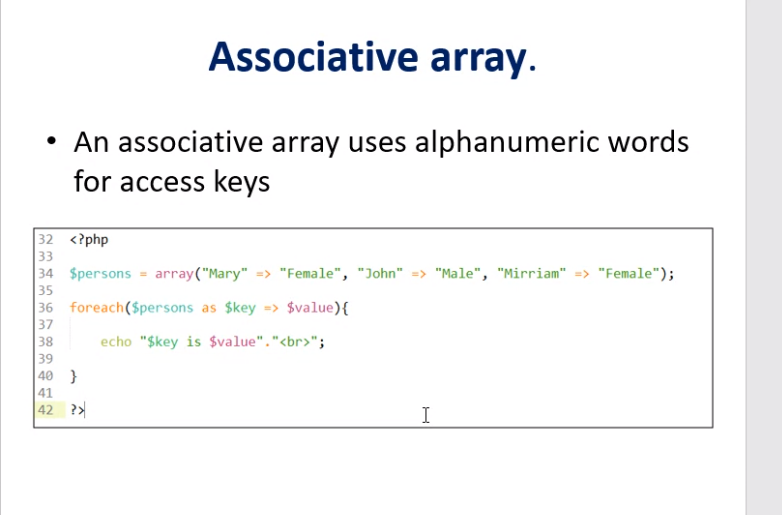 Associative array.
• An associative array uses alphanumeric words
for access keys
32 <?php
33
34 $persons = array("Mary" => "Female", "John" => "Male", "Mirriam" => "Female");
35
36 foreach($persons as $key => $value){
37
38 echo "$key is $value"."<br>";
39
40 }
41
42 ?>